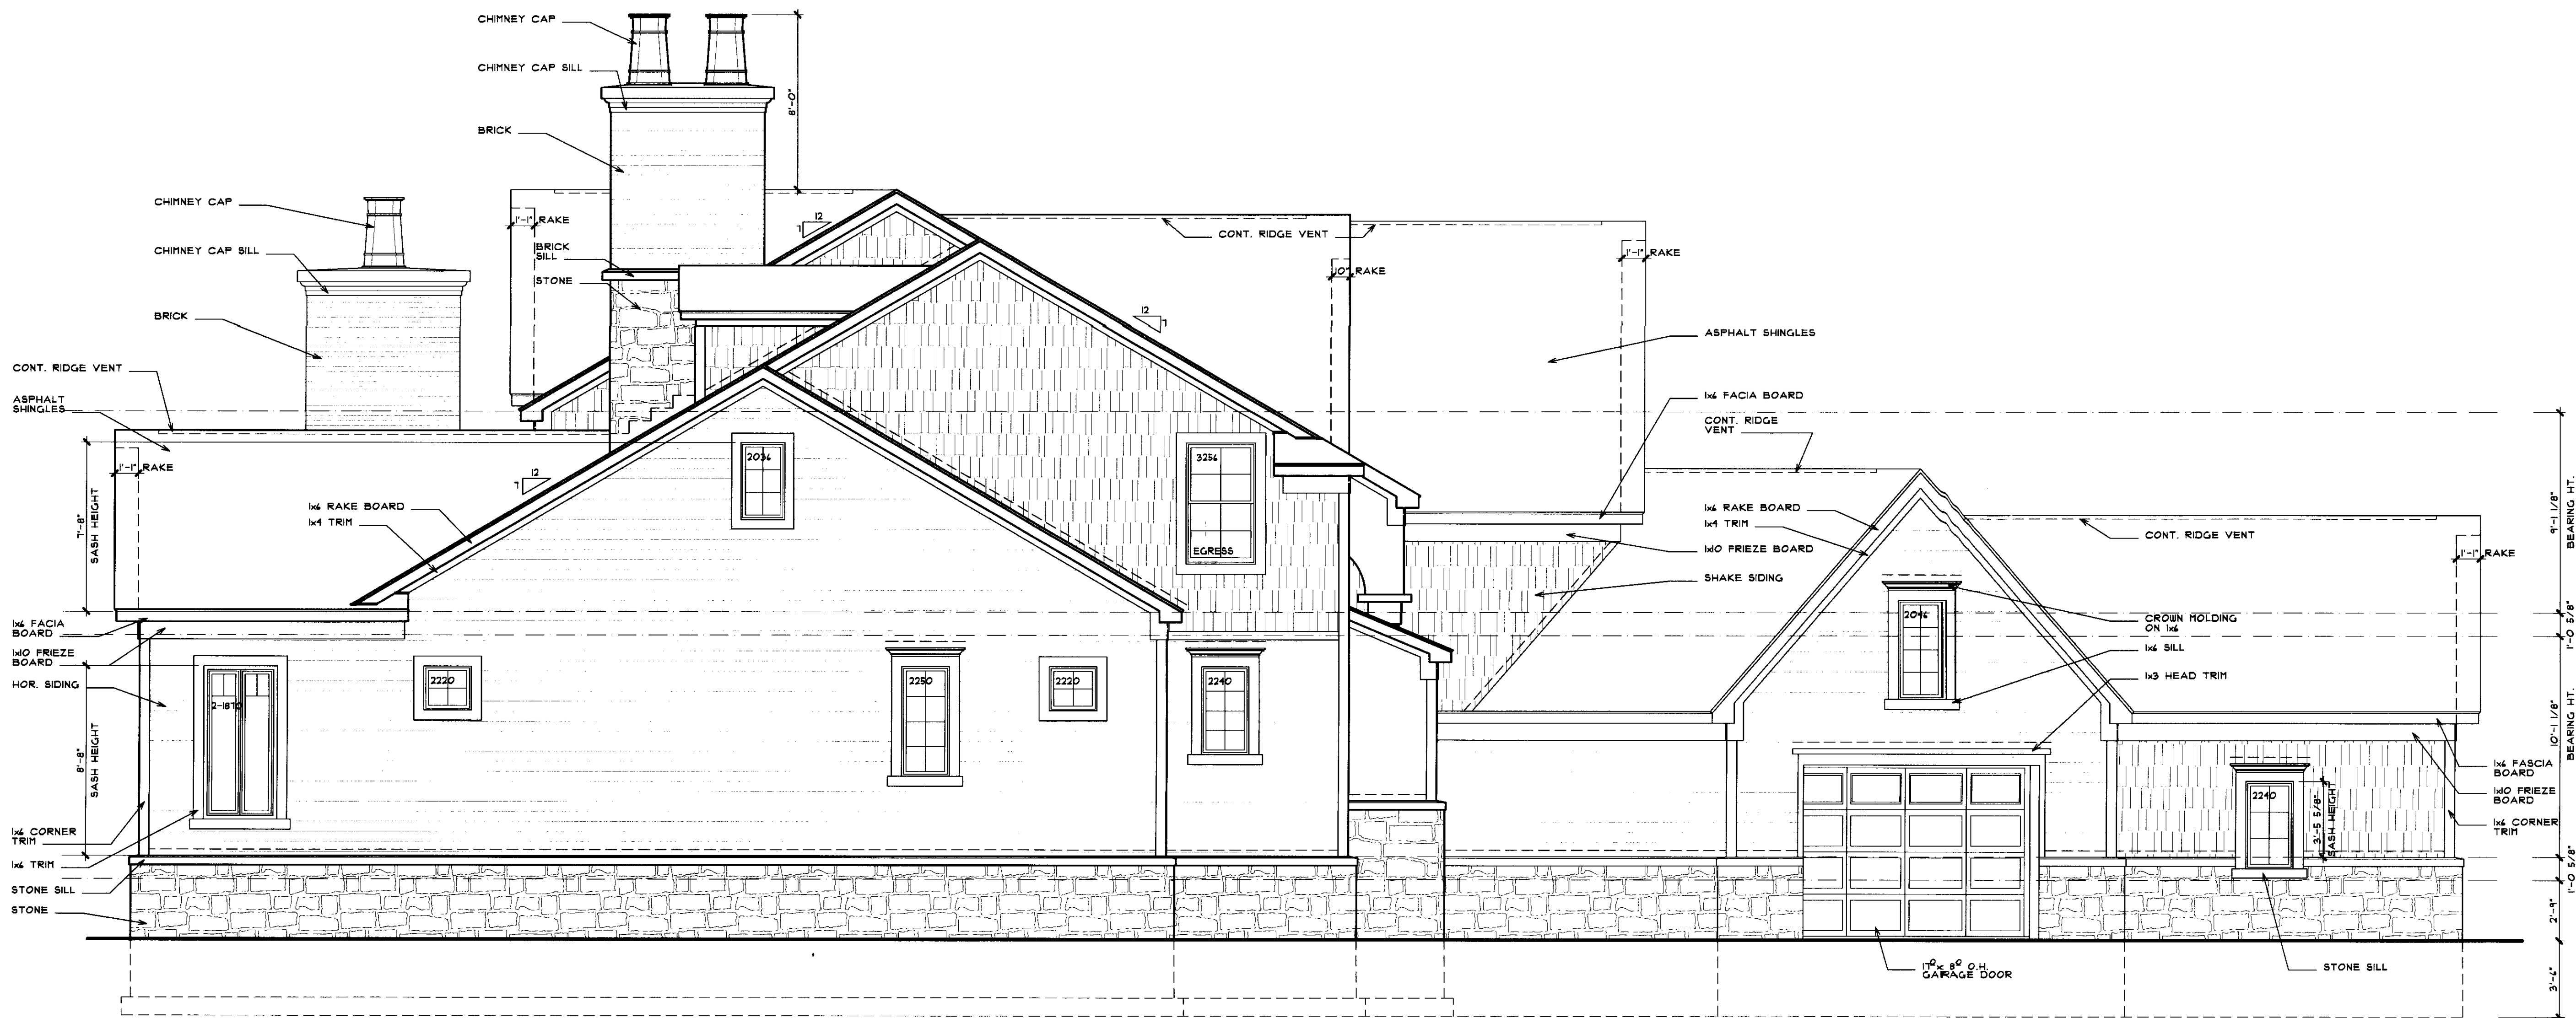 CHIMNEY CAP
CHIMNEY CAP SILL
BRICK
8'-0"
CHIMNEY CAP
CHIMNEY CAP SILL
BRICK
1'-1" RAKE
BRICK
SILL
STONE
12
7
CONT. RIDGE VENT
10" RAKE
1'-1" RAKE
12
7
ASPHALT SHINGLES
CONT. RIDGE VENT
ASPHALT
SHINGLES
1'-1" RAKE
7'-8"
SASH HEIGHT
12
7
1x6 RAKE BOARD
1x4 TRIM
2036
3256
EGRESS
1x6 FACIA BOARD
CONT. RIDGE
VENT
1x6 RAKE BOARD
1x4 TRIM
1x10 FRIEZE BOARD
SHAKE SIDING
CONT. RIDGE VENT
1'-1" RAKE
9'-1 1/8"
BEARING HT.
1'-0 5/8"
1x6 FACIA
BOARD
1x10 FRIEZE
BOARD
HOR. SIDING
8'-8"
SASH HEIGHT
2-1870
2220
2250
2220
2240
2046
CROWN MOLDING
ON 1x6
1x6 SILL
1x3 HEAD TRIM
10'-1 1/8"
BEARING HT.
1x6 FASCIA
BOARD
1x10 FRIEZE
BOARD
1x6 CORNER
TRIM
2240
3'-5 5/8"
SASH HEIGHT
1x6 CORNER
TRIM
1x6 TRIM
STONE SILL
STONE
1'-0 5/8"
2'-9"
17⁰ x 8⁰ O.H.
GARAGE DOOR
STONE SILL
3'-6"